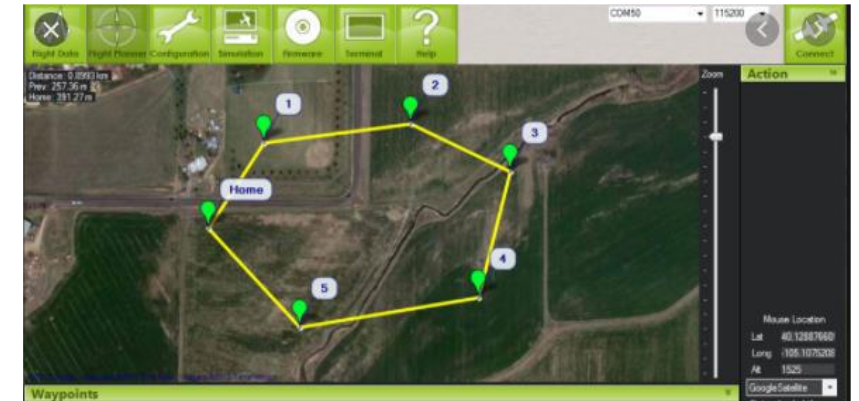 COM50
115200
Flight Data
Flight Planner
Configuration
Simulation
Firmware
Terminal
Help
Connect
Distance: 0.8993 km
Prev: 257.36 m
Home: 391.27 m
Zoom
Action
1
2
3
Home
4
5
Mouse Location
Lat
40.12887660
Long
-105.1075208
Alt
1525
GoogleSatellite
Waypoints